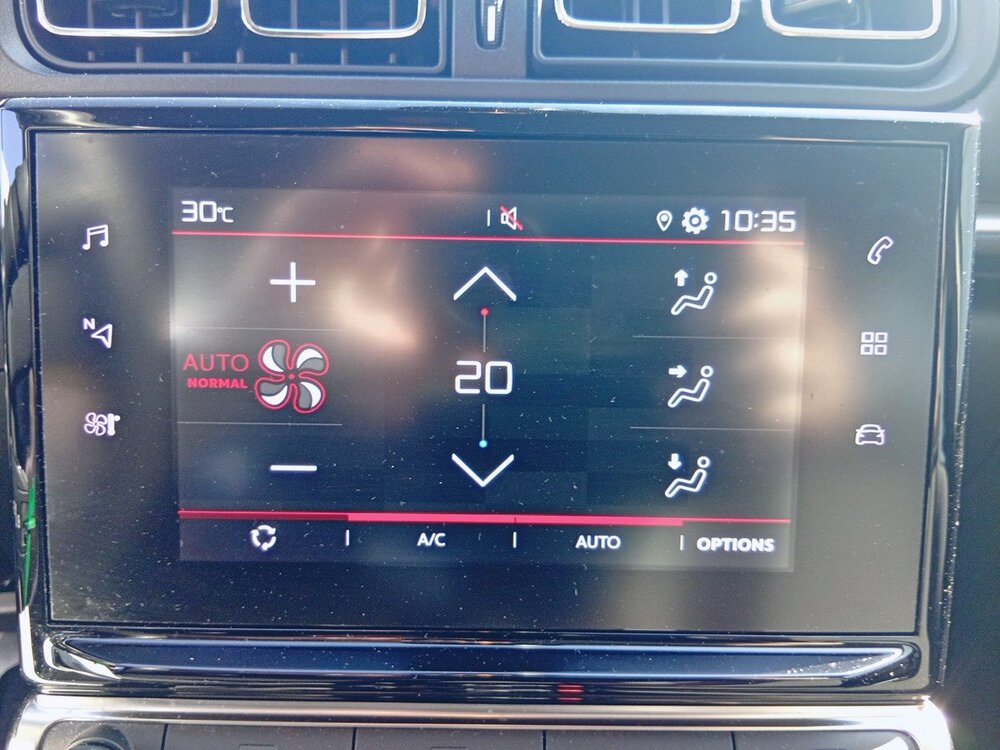 30°C 10:35
N
AUTO
NORMAL
20
A/C AUTO OPTIONS